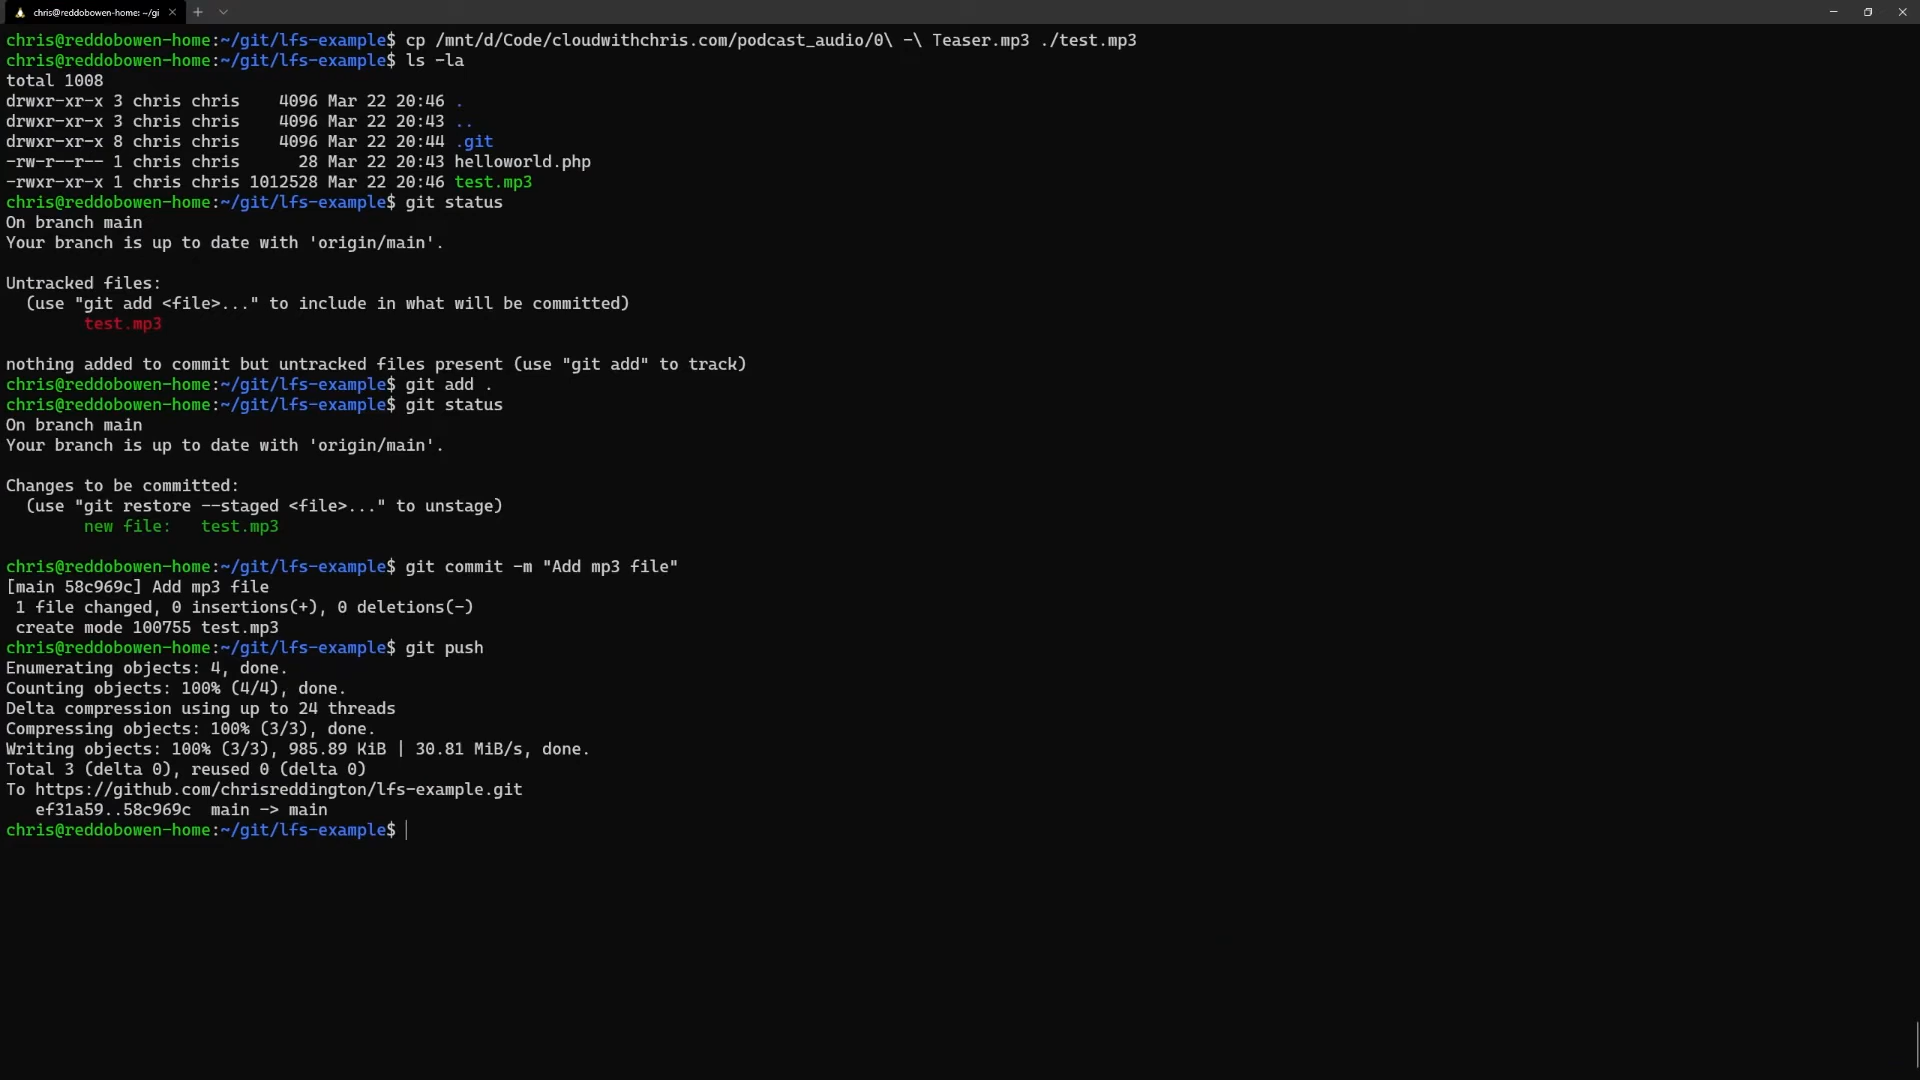 chris@reddobowen-home: ~/gi
chris@reddobowen-home:~/git/lfs-example$ cp /mnt/d/Code/cloudwithchris.com/podcast_audio/0\ -\ Teaser.mp3 ./test.mp3
chris@reddobowen-home:~/git/lfs-example$ ls -la
total 1008
drwxr-xr-x 3 chris chris    4096 Mar 22 20:46 .
drwxr-xr-x 3 chris chris    4096 Mar 22 20:43 ..
drwxr-xr-x 8 chris chris    4096 Mar 22 20:44 .git
-rw-r--r-- 1 chris chris      28 Mar 22 20:43 helloworld.php
-rwxr-xr-x 1 chris chris 1012528 Mar 22 20:46 test.mp3
chris@reddobowen-home:~/git/lfs-example$ git status
On branch main
Your branch is up to date with 'origin/main'.
Untracked files:
  (use "git add <file>..." to include in what will be committed)
        test.mp3
nothing added to commit but untracked files present (use "git add" to track)
chris@reddobowen-home:~/git/lfs-example$ git add .
chris@reddobowen-home:~/git/lfs-example$ git status
On branch main
Your branch is up to date with 'origin/main'.
Changes to be committed:
  (use "git restore --staged <file>..." to unstage)
        new file:   test.mp3
chris@reddobowen-home:~/git/lfs-example$ git commit -m "Add mp3 file"
[main 58c969c] Add mp3 file
 1 file changed, 0 insertions(+), 0 deletions(-)
 create mode 100755 test.mp3
chris@reddobowen-home:~/git/lfs-example$ git push
Enumerating objects: 4, done.
Counting objects: 100% (4/4), done.
Delta compression using up to 24 threads
Compressing objects: 100% (3/3), done.
Writing objects: 100% (3/3), 985.89 KiB | 30.81 MiB/s, done.
Total 3 (delta 0), reused 0 (delta 0)
To https://github.com/chrisreddington/lfs-example.git
   ef31a59..58c969c  main -> main
chris@reddobowen-home:~/git/lfs-example$